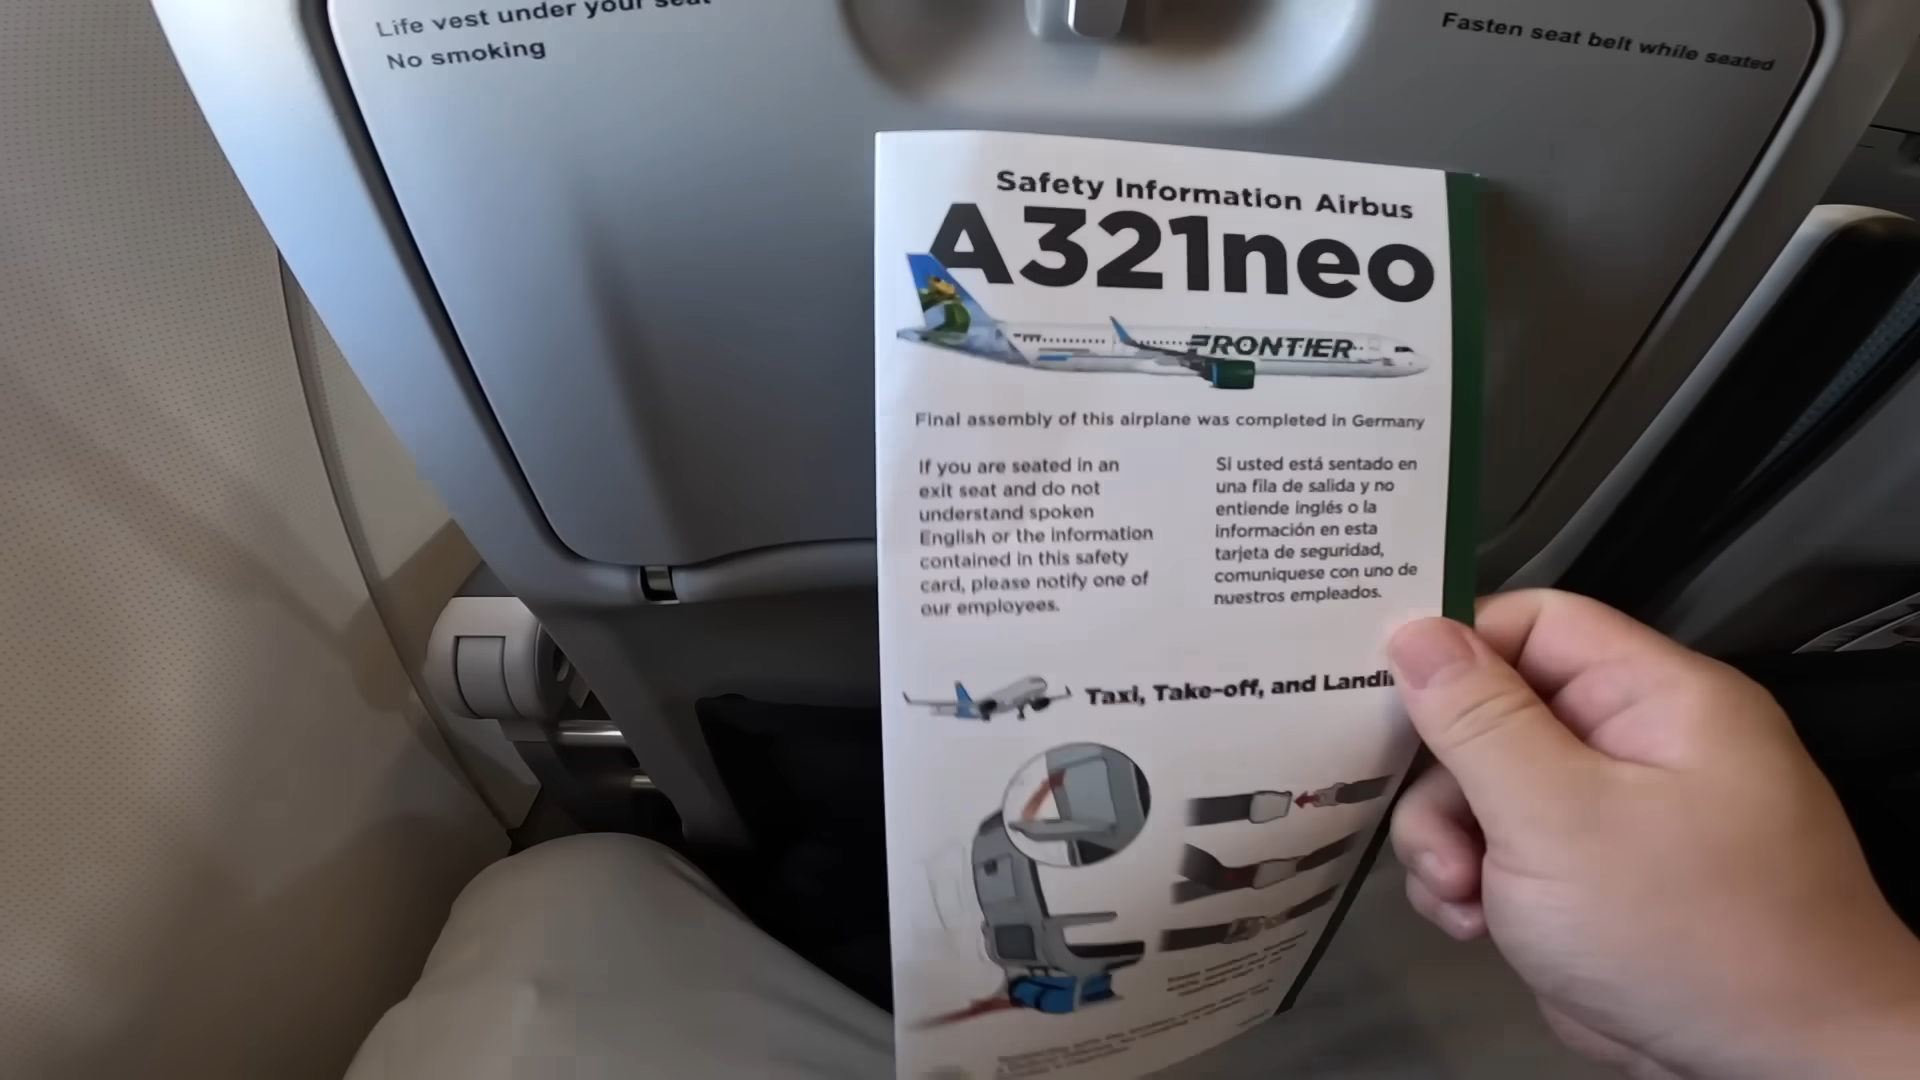 Life vest under your seat
No smoking
Fasten seat belt while seated
Safety Information Airbus
A321neo
FRONTIER
Final assembly of this airplane was completed in Germany
If you are seated in an
exit seat and do not
understand spoken
English or the information
contained in this safety
card, please notify one of
our employees.
Si usted está sentado en
una fila de salida y no
entiende inglés o la
información en esta
tarjeta de seguridad,
comuniquese con uno de
nuestros empleados.
Taxi, Take-off, and Landi